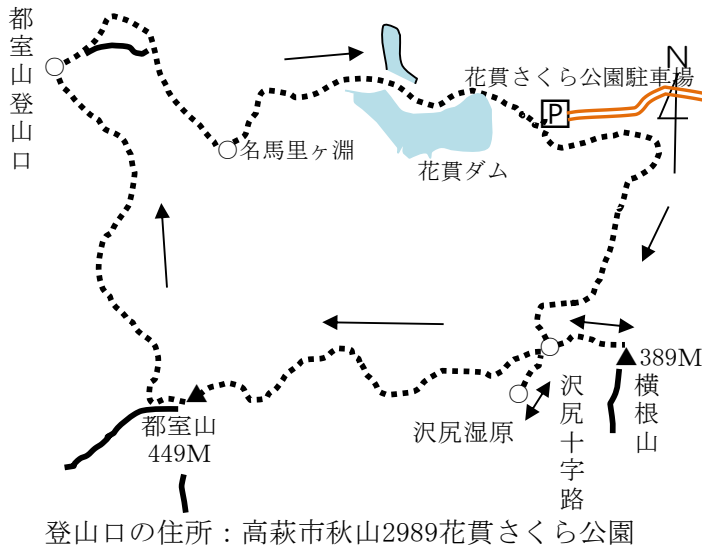 都室山登山口
N
花貫さくら公園駐車場
P
名馬里ヶ淵
花貫ダム
389M
横根山
沢尻十字路
沢尻湿原
都室山
449M
登山口の住所：高萩市秋山2989花貫さくら公園